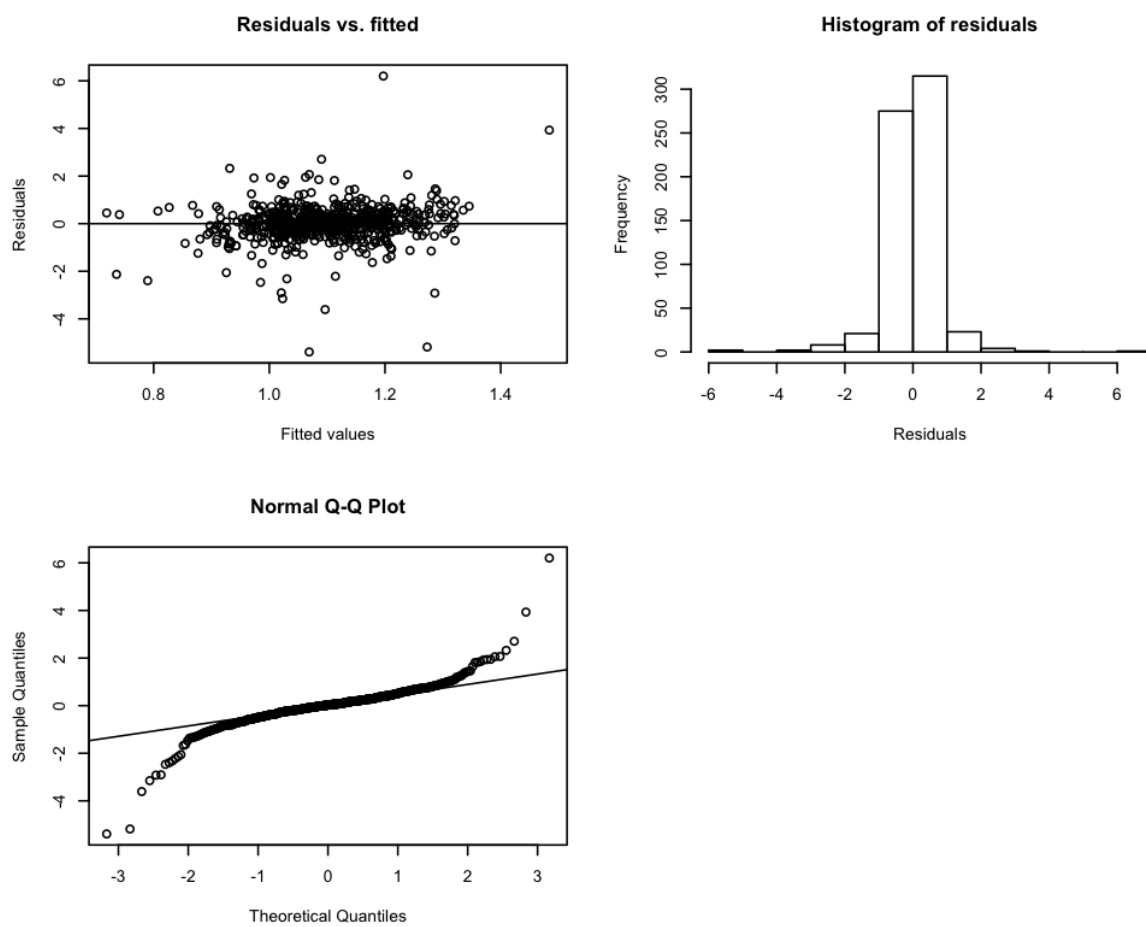 Residuals vs. fitted
6
4
2
0
-2
-4
Residuals
0.8 1.0 1.2 1.4
Fitted values
Histogram of residuals
300
250
200
150
100
50
0
Frequency
-6 -4 -2 0 2 4 6
Residuals
Normal Q-Q Plot
6
4
2
0
-2
-4
Sample Quantiles
-3 -2 -1 0 1 2 3
Theoretical Quantiles